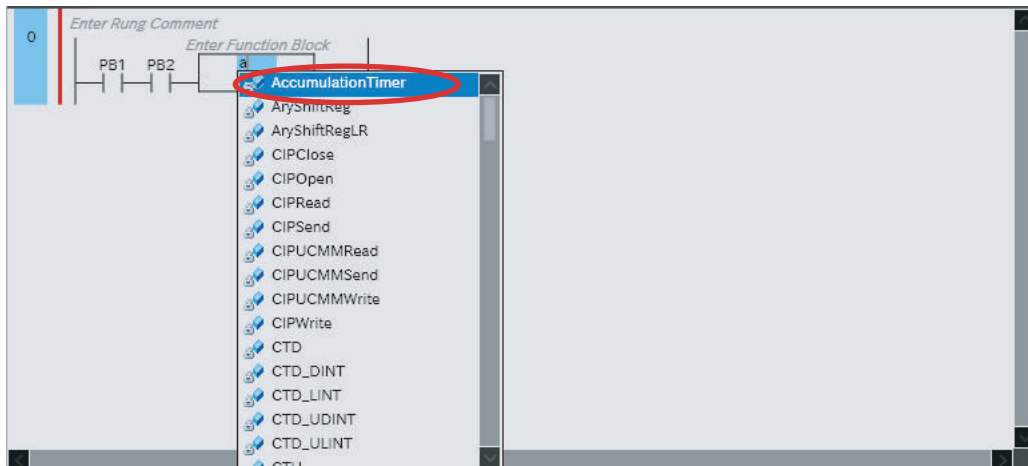 Enter Rung Comment
0
Enter Function Block
PB1 PB2 a
AccumulationTimer
AryShiftReg
AryShiftRegLR
CIPClose
CIPOpen
CIPRead
CIPSend
CIPUCMMRead
CIPUCMMSend
CIPUCMMWrite
CIPWrite
CTD
CTD_DINT
CTD_LINT
CTD_UDINT
CTD_ULINT
CTU